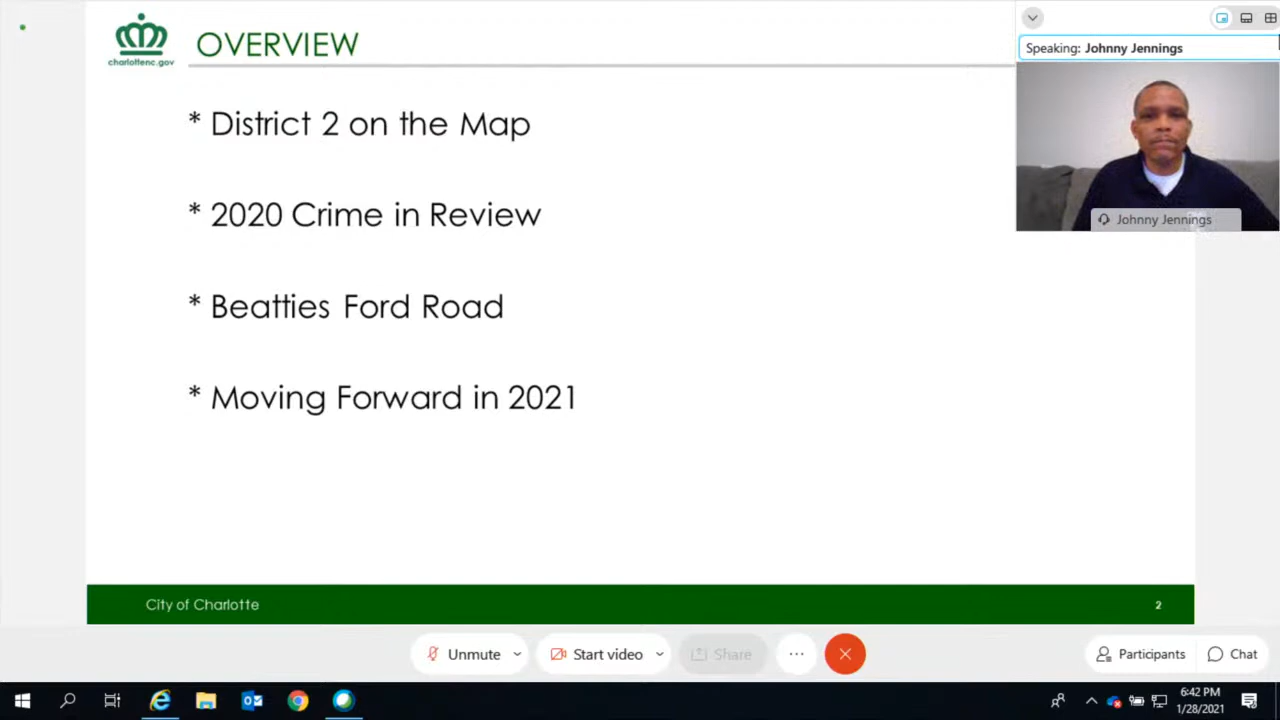 charlottenc.gov
OVERVIEW
* District 2 on the Map
* 2020 Crime in Review
* Beatties Ford Road
* Moving Forward in 2021
City of Charlotte
2
Speaking: Johnny Jennings
Johnny Jennings
Unmute
Start video
Share
Participants
Chat
6:42 PM
1/28/2021